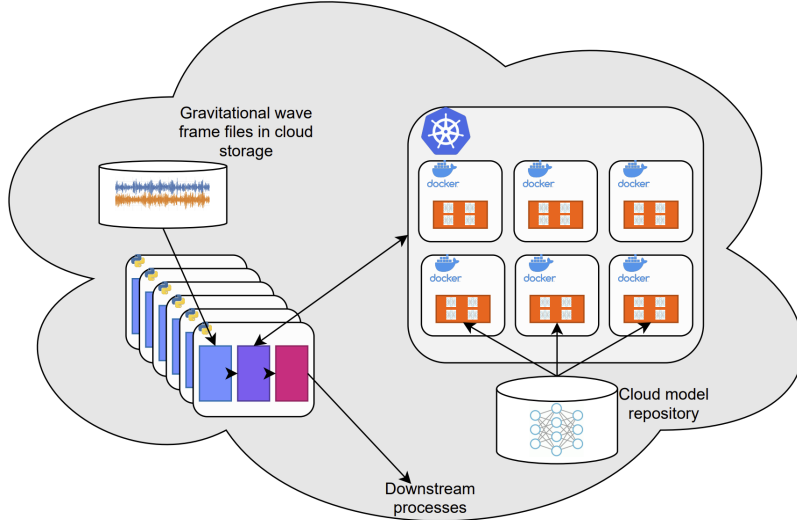 Gravitational wave
frame files in cloud
storage
docker
docker
docker
docker
docker
docker
Cloud model
repository
Downstream
processes